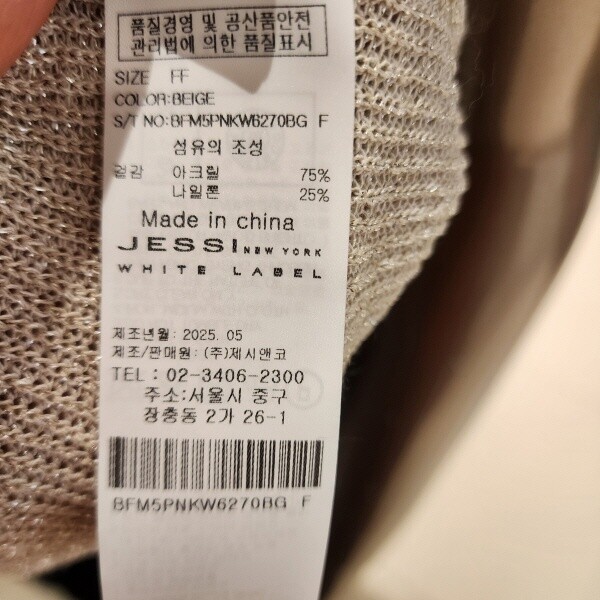 품질경영 및 공산품안전
관리법에 의한 품질표시
SIZE FF
COLOR:BEIGE
S/T NO:BFM5PNKW6270BG F
섬유의 조성
겉감 아크릴 75%
나일론 25%
Made in china
JESSI NEW YORK
WHITE LABEL
제조년월: 2025. 05
제조/판매원: (주)제시앤코
TEL : 02-3406-2300
주소:서울시 중구
장충동 2가 26-1
BFM5PNKW6270BG F